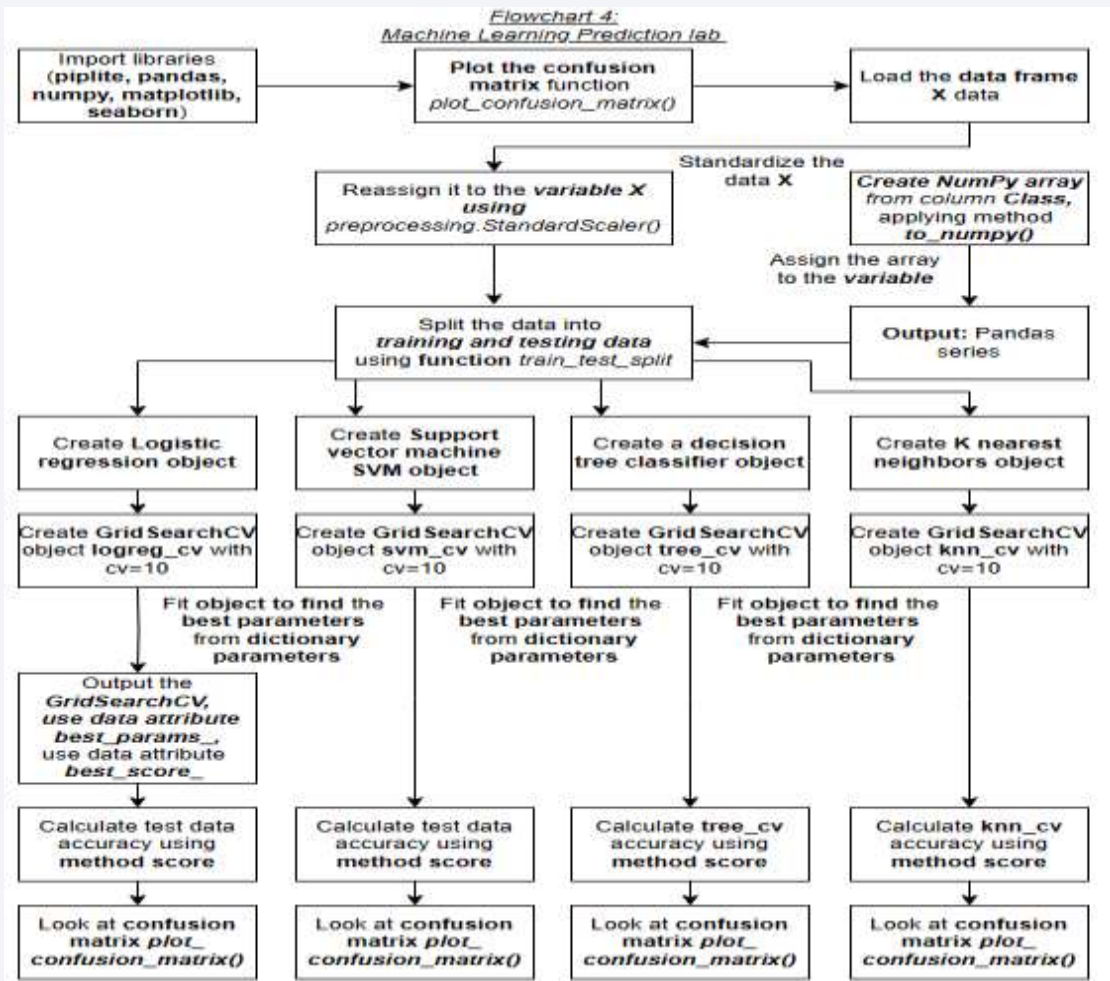 Flowchart 4:
Machine Learning Prediction lab
Import libraries
(piplite, pandas,
numpy, matplotlib,
seaborn)
Plot the confusion
matrix function
plot_confusion_matrix()
Load the data frame
X data
Standardize the
data X
Reassign it to the variable X
using
preprocessing.StandardScaler()
Create NumPy array
from column Class,
applying method
to_numpy()
Assign the array
to the variable
Output: Pandas
series
Split the data into
training and testing data
using function train_test_split
Create Logistic
regression object
Create Support
vector machine
SVM object
Create a decision
tree classifier object
Create K nearest
neighbors object
Create GridSearchCV
object logreg_cv with
cv=10
Create GridSearchCV
object svm_cv with
cv=10
Create GridSearchCV
object tree_cv with
cv=10
Create GridSearchCV
object knn_cv with
cv=10
Fit object to find the
best parameters
from dictionary
parameters
Fit object to find the
best parameters
from dictionary
parameters
Fit object to find the
best parameters
from dictionary
parameters
Output the
GridSearchCV,
use data attribute
best_params_,
use data attribute
best_score_
Calculate test data
accuracy using
method score
Calculate test data
accuracy using
method score
Calculate tree_cv
accuracy using
method score
Calculate knn_cv
accuracy using
method score
Look at confusion
matrix plot_
confusion_matrix()
Look at confusion
matrix plot_
confusion_matrix()
Look at confusion
matrix plot_
confusion_matrix()
Look at confusion
matrix plot_
confusion_matrix()